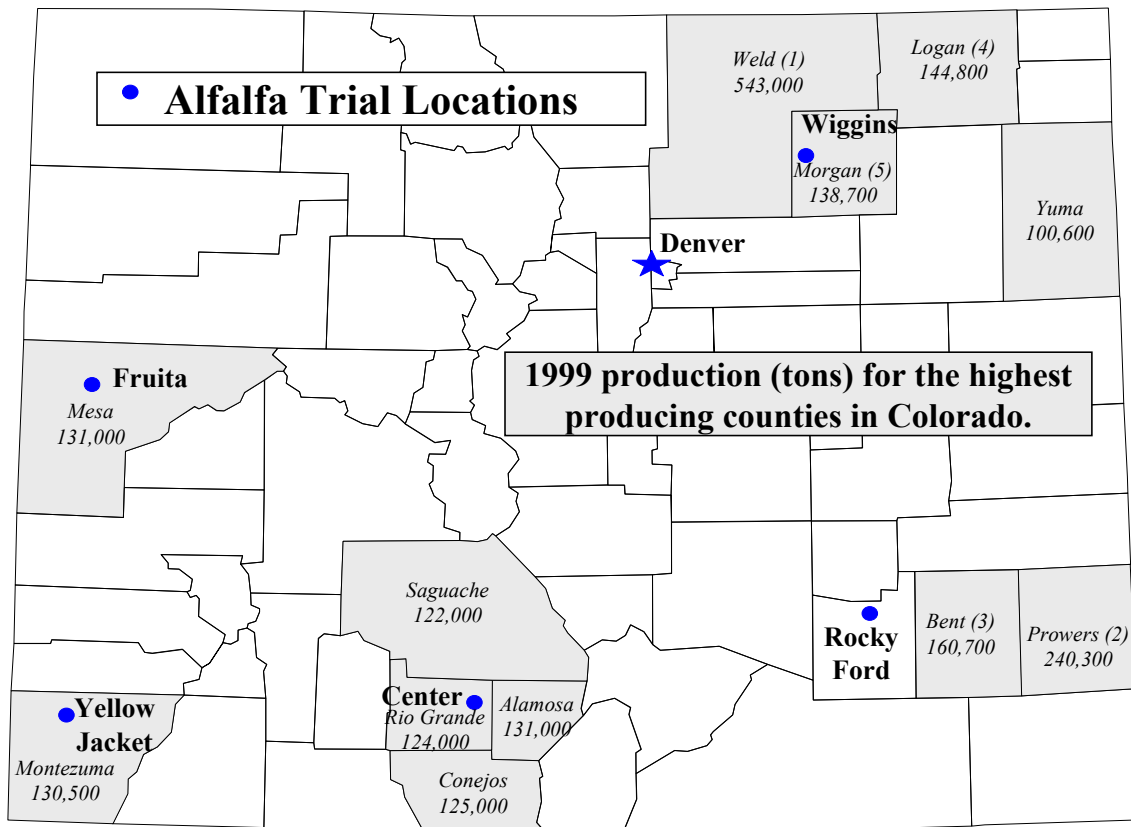 Weld (1)
543,000
Logan (4)
144,800
Alfalfa Trial Locations
Wiggins
Morgan (5)
138,700
Yuma
100,600
Denver
1999 production (tons) for the highest
producing counties in Colorado.
Fruita
Mesa
131,000
Saguache
122,000
Rocky
Ford
Bent (3)
160,700
Prowers (2)
240,300
Center
Rio Grande
124,000
Alamosa
131,000
Yellow
Jacket
Montezuma
130,500
Conejos
125,000